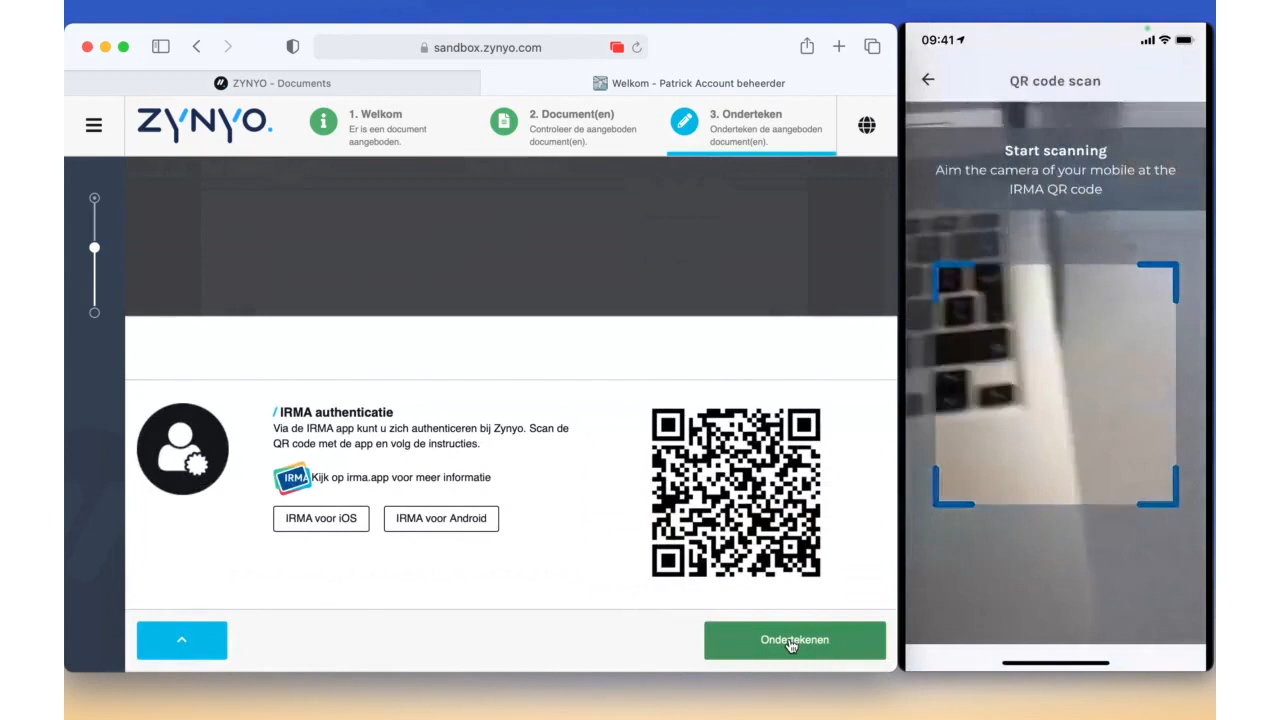 sandbox.zynyo.com
ZYNYO - Documents
Welkom - Patrick Account beheerder
ZYNYO.
1. Welkom
Er is een document
aangeboden.
2. Document(en)
Controleer de aangeboden
document(en).
3. Onderteken
Onderteken de aangeboden
document(en).
/ IRMA authenticatie
Via de IRMA app kunt u zich authenticeren bij Zynyo. Scan de
QR code met de app en volg de instructies.
IRMA Kijk op irma.app voor meer informatie
IRMA voor iOS
IRMA voor Android
Ondertekenen
09:41
QR code scan
Start scanning
Aim the camera of your mobile at the
IRMA QR code